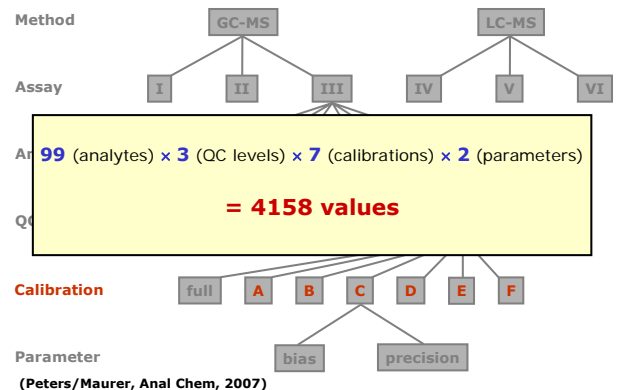 Method GC-MS LC-MS
Assay I II III IV V VI
99 (analytes) × 3 (QC levels) × 7 (calibrations) × 2 (parameters)
= 4158 values
Calibration full A B C D E F
Parameter bias precision
(Peters/Maurer, Anal Chem, 2007)